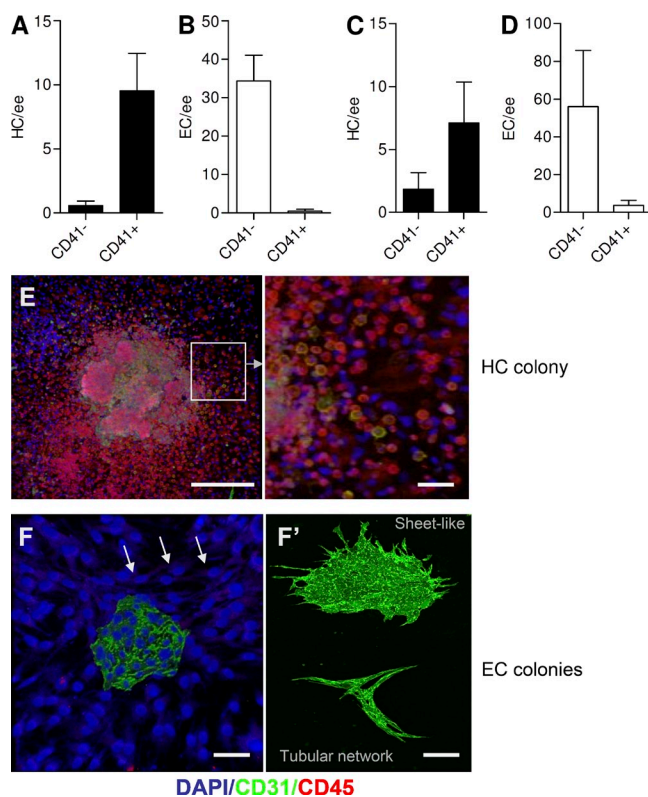 A
HC/ee
15
10
5
0
CD41-
CD41+
B
EC/ee
50
40
30
20
10
0
CD41-
CD41+
C
HC/ee
15
10
5
0
CD41-
CD41+
D
EC/ee
100
80
60
40
20
0
CD41-
CD41+
E
HC colony
F
F'
Sheet-like
Tubular network
EC colonies
DAPI/CD31/CD45